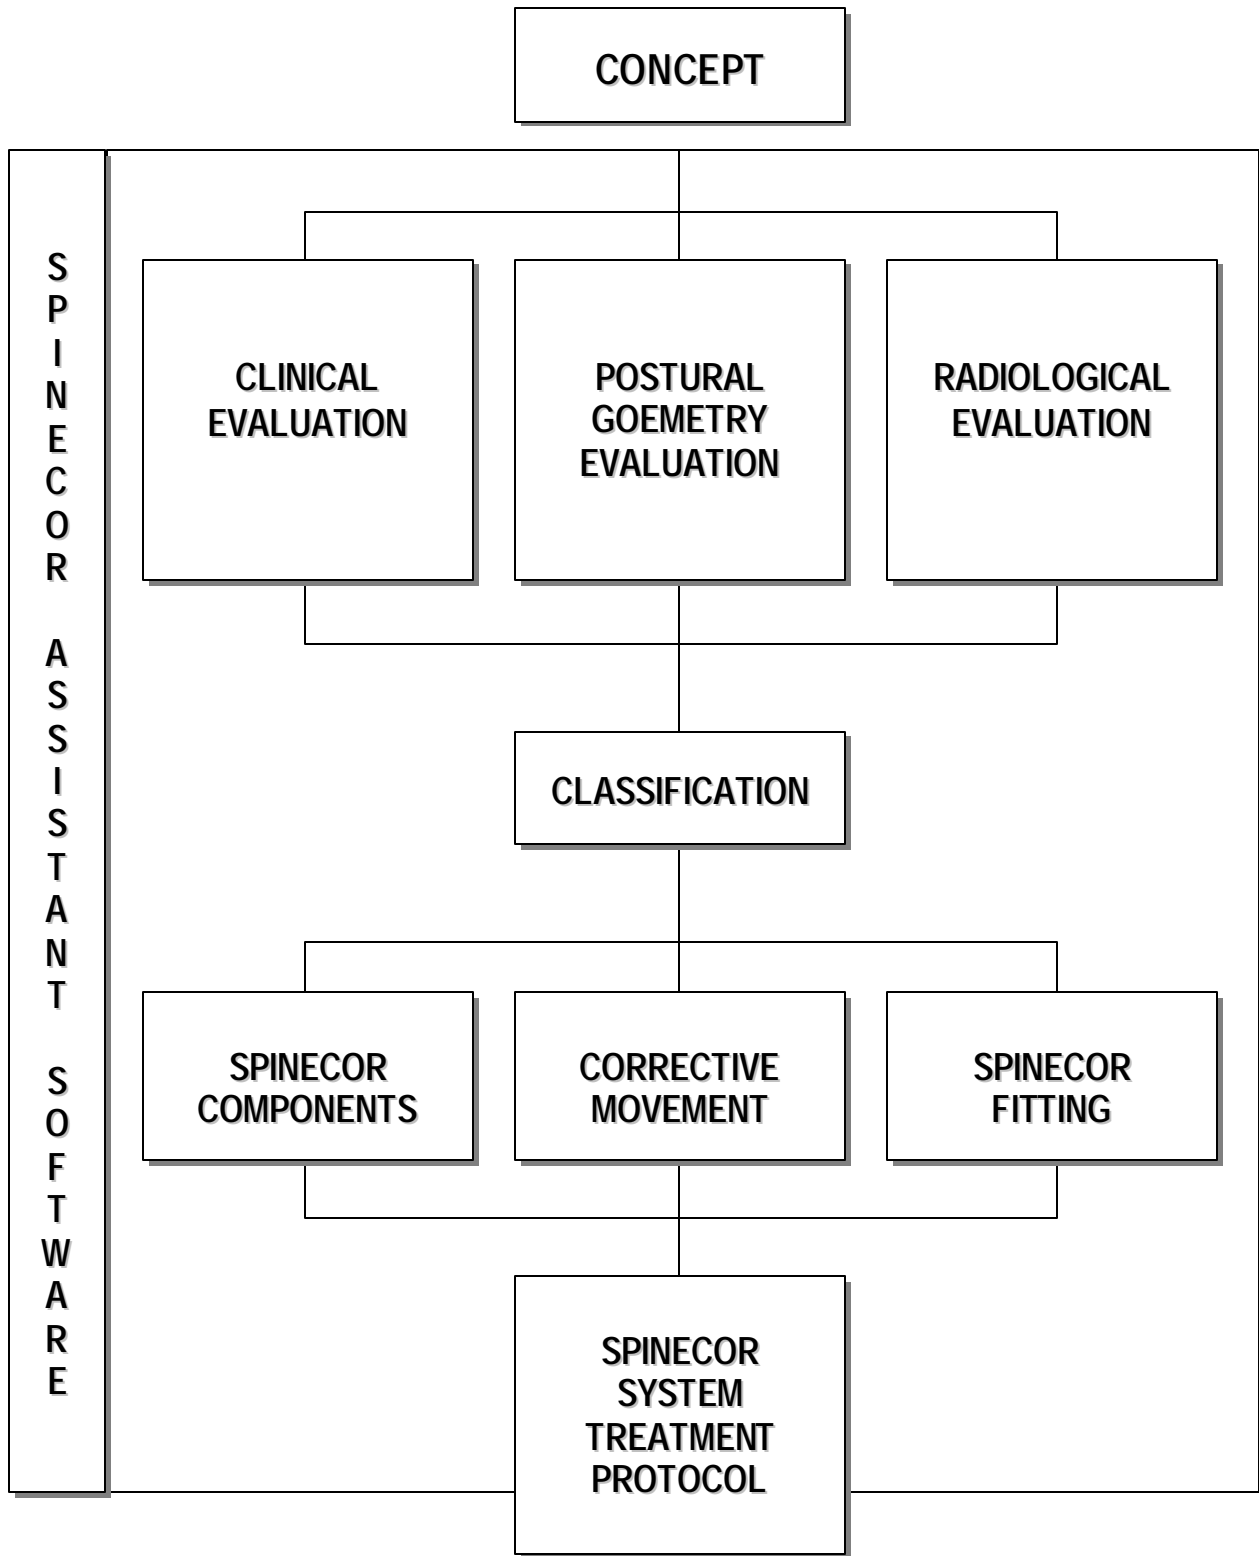 CONCEPT
SPINECOR ASSISTANT SOFTWARE
CLINICAL
EVALUATION
POSTURAL
GOEMETRY
EVALUATION
RADIOLOGICAL
EVALUATION
CLASSIFICATION
SPINECOR
COMPONENTS
CORRECTIVE
MOVEMENT
SPINECOR
FITTING
SPINECOR
SYSTEM
TREATMENT
PROTOCOL